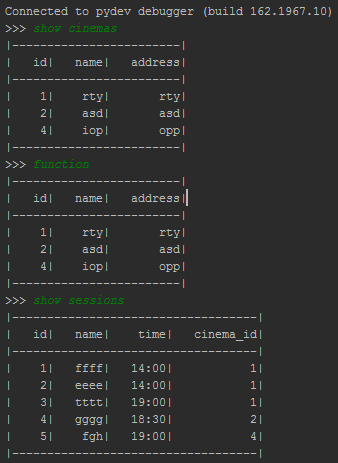 Connected to pydev debugger (build 162.1967.10)
>>> show cinemas
|------------------------|
|   id|   name|   address|
|------------------------|
|    1|    rty|       rty|
|    2|    asd|       asd|
|    4|    iop|       opp|
|------------------------|
>>> function
|------------------------|
|   id|   name|   address|
|------------------------|
|    1|    rty|       rty|
|    2|    asd|       asd|
|    4|    iop|       opp|
|------------------------|
>>> show sessions
|-----------------------------------|
|   id|   name|    time|   cinema_id|
|-----------------------------------|
|    1|   ffff|   14:00|           1|
|    2|   eeee|   14:00|           1|
|    3|   tttt|   19:00|           1|
|    4|   gggg|   18:30|           2|
|    5|    fgh|   19:00|           4|
|-----------------------------------|